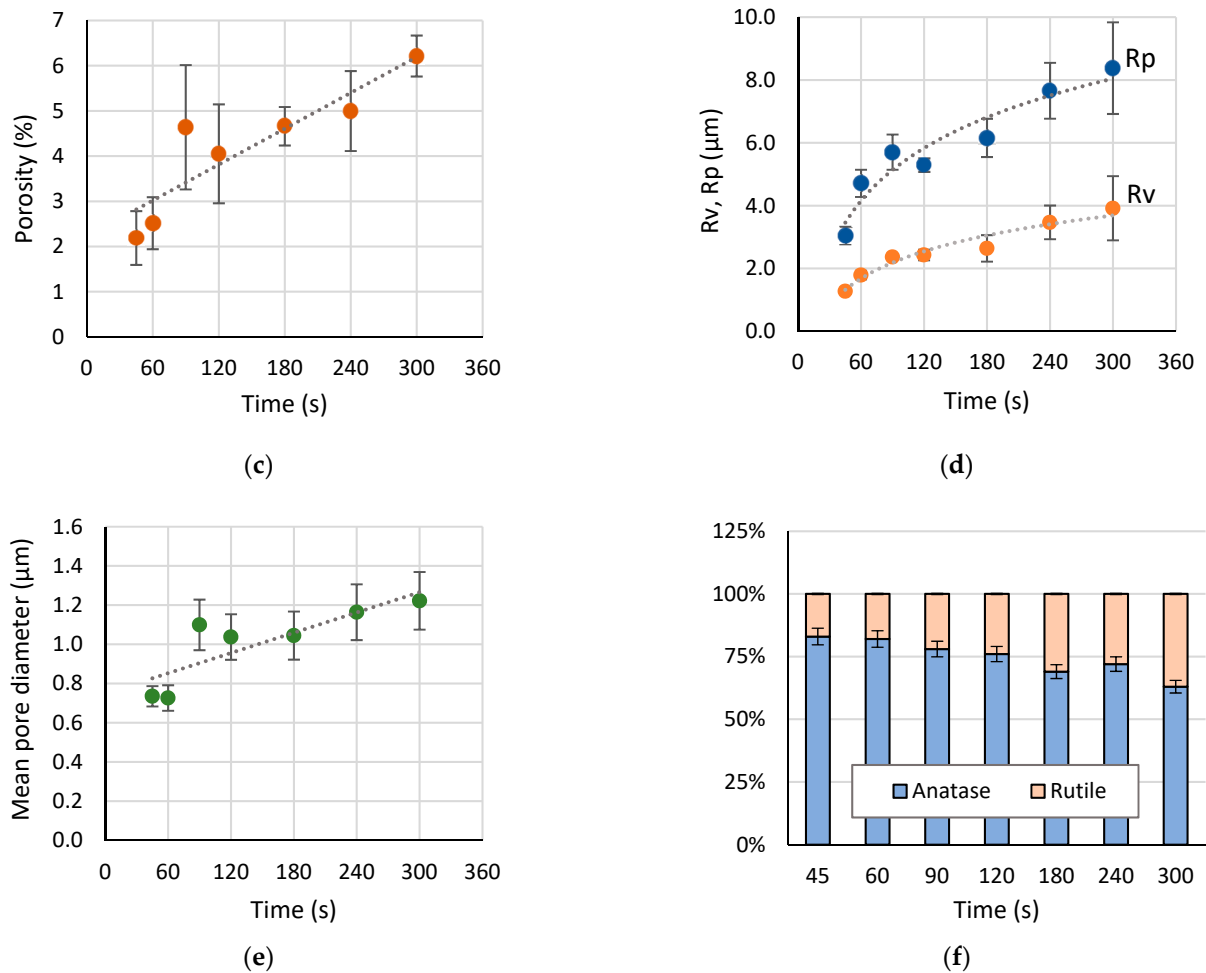 7
6
5
4
3
2
1
0
Porosity (%)
0 60 120 180 240 300 360
Time (s)
(c)
10.0
8.0
6.0
4.0
2.0
0.0
Rv, Rp (µm)
Rp
Rv
0 60 120 180 240 300 360
Time (s)
(d)
1.6
1.4
1.2
1.0
0.8
0.6
0.4
0.2
0.0
Mean pore diameter (µm)
0 60 120 180 240 300 360
Time (s)
(e)
125%
100%
75%
50%
25%
0%
Anatase Rutile
45 60 90 120 180 240 300
Time (s)
(f)